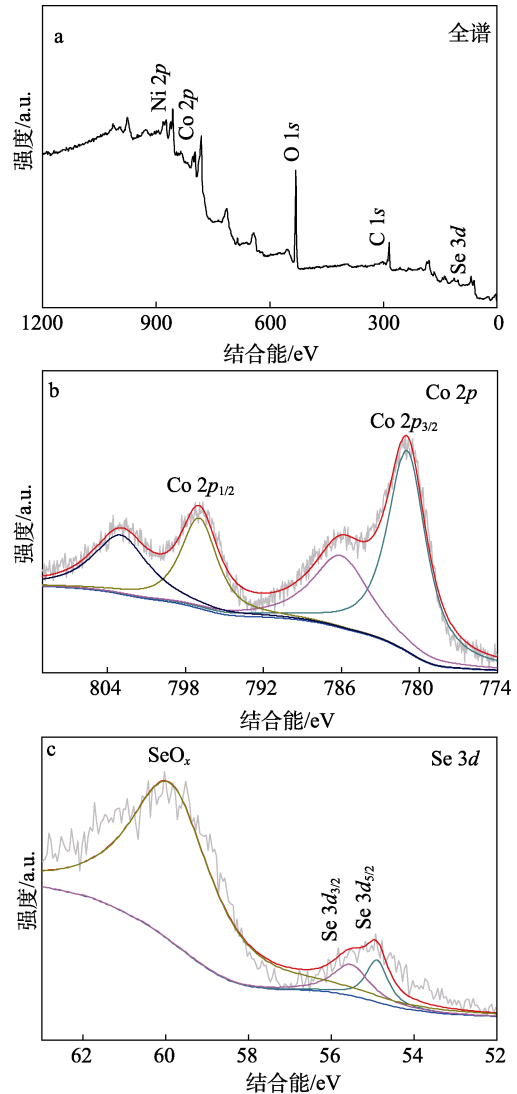 a
全谱
Ni 2p
Co 2p
O 1s
C 1s
Se 3d
强度/a.u.
1200 900 600 300 0
结合能/eV
b
Co 2p
Co 2p3/2
Co 2p1/2
强度/a.u.
804 798 792 786 780 774
结合能/eV
c
SeOx
Se 3d
Se 3d3/2
Se 3d5/2
强度/a.u.
62 60 58 56 54 52
结合能/eV